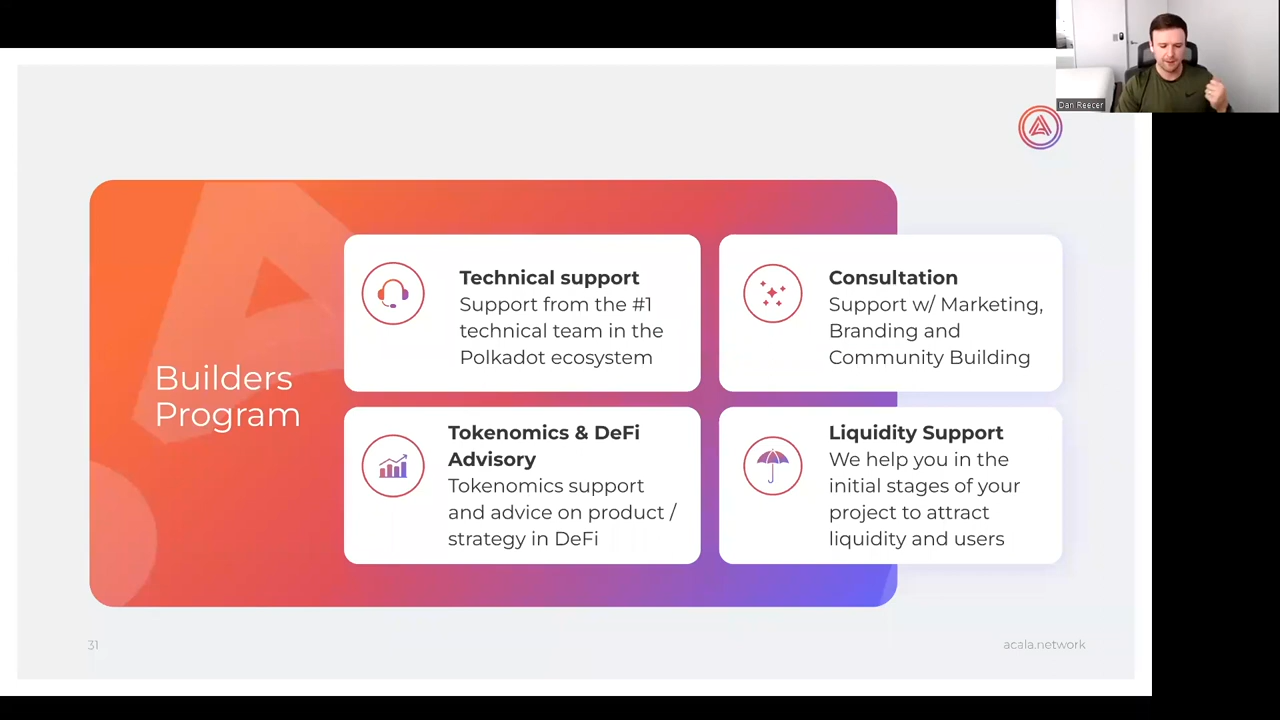 Dan Reecer
Builders
Program
Technical support
Support from the #1
technical team in the
Polkadot ecosystem
Consultation
Support w/ Marketing,
Branding and
Community Building
Tokenomics & DeFi
Advisory
Tokenomics support
and advice on product /
strategy in DeFi
Liquidity Support
We help you in the
initial stages of your
project to attract
liquidity and users
31
acala.network